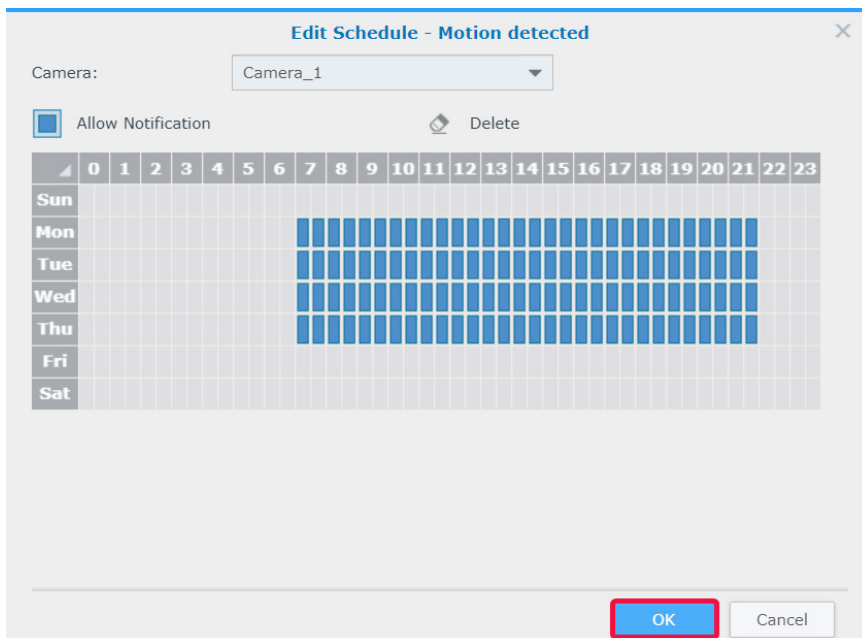 Edit Schedule - Motion detected
Camera: Camera_1
Allow Notification Delete
0 1 2 3 4 5 6 7 8 9 10 11 12 13 14 15 16 17 18 19 20 21 22 23
Sun
Mon
Tue
Wed
Thu
Fri
Sat
OK Cancel